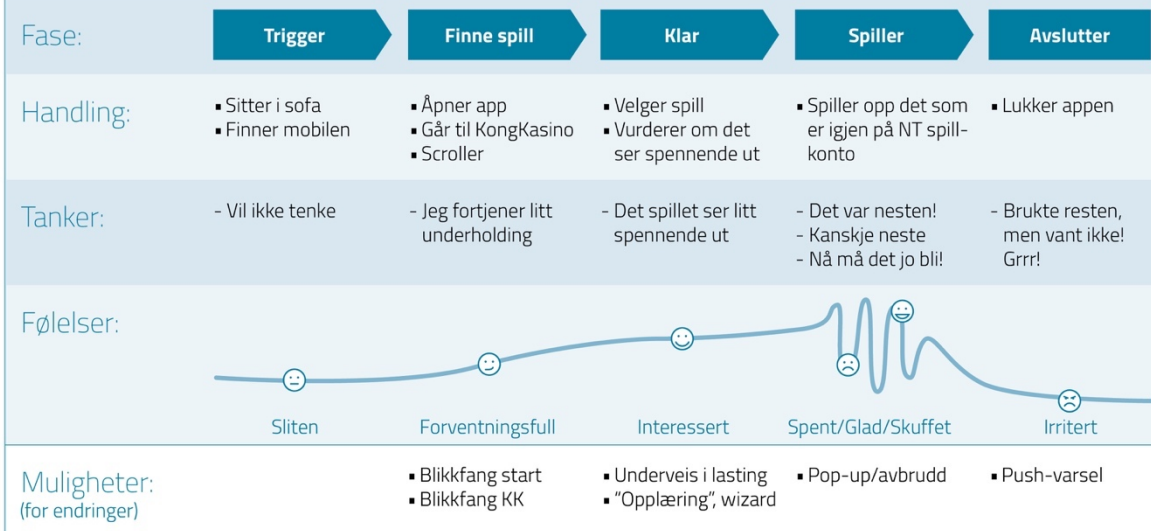 Fase:
Trigger
Finne spill
Klar
Spiller
Avslutter
Handling:
▪ Sitter i sofa
▪ Finner mobilen
▪ Åpner app
▪ Går til KongKasino
▪ Scroller
▪ Velger spill
▪ Vurderer om det
ser spennende ut
▪ Spiller opp det som
er igjen på NT spill-
konto
▪ Lukker appen
Tanker:
- Vil ikke tenke
- Jeg fortjener litt
underholding
- Det spillet ser litt
spennende ut
- Det var nesten!
- Kanskje neste
- Nå må det jo bli!
- Brukte resten,
men vant ikke!
Grrr!
Følelser:
Sliten
Forventningsfull
Interessert
Spent/Glad/Skuffet
Irritert
Muligheter:
(for endringer)
▪ Blikkfang start
▪ Blikkfang KK
▪ Underveis i lasting
▪ "Opplæring", wizard
▪ Pop-up/avbrudd
▪ Push-varsel